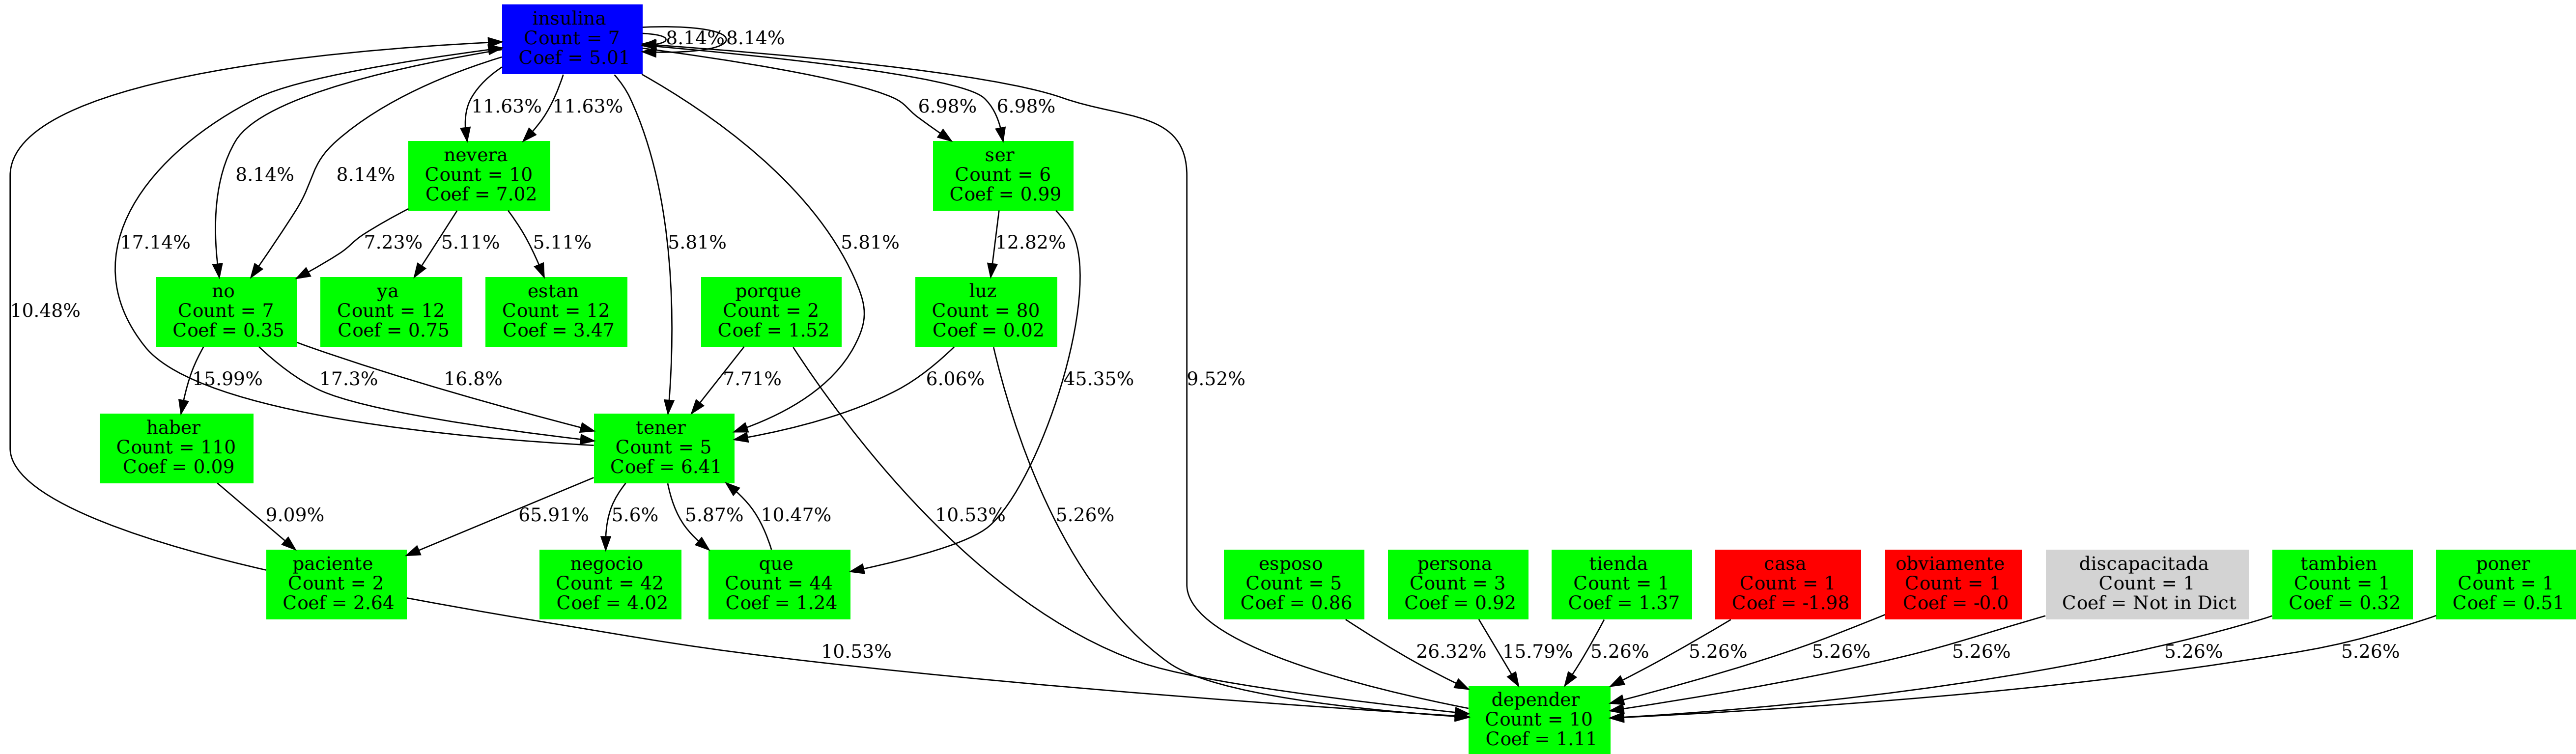 insulina
Count = 7
Coef = 5.01
8.14%
8.14%
11.63%
11.63%
6.98%
6.98%
nevera
Count = 10
Coef = 7.02
ser
Count = 6
Coef = 0.99
8.14%
8.14%
17.14%
7.23%
5.11%
5.11%
5.81%
5.81%
12.82%
no
Count = 7
Coef = 0.35
ya
Count = 12
Coef = 0.75
estan
Count = 12
Coef = 3.47
porque
Count = 2
Coef = 1.52
luz
Count = 80
Coef = 0.02
10.48%
15.99%
17.3%
16.8%
7.71%
6.06%
45.35%
9.52%
haber
Count = 110
Coef = 0.09
tener
Count = 5
Coef = 6.41
9.09%
65.91%
5.6%
5.87%
10.47%
10.53%
5.26%
paciente
Count = 2
Coef = 2.64
negocio
Count = 42
Coef = 4.02
que
Count = 44
Coef = 1.24
esposo
Count = 5
Coef = 0.86
persona
Count = 3
Coef = 0.92
tienda
Count = 1
Coef = 1.37
casa
Count = 1
Coef = -1.98
obviamente
Count = 1
Coef = -0.0
discapacitada
Count = 1
Coef = Not in Dict
tambien
Count = 1
Coef = 0.32
poner
Count = 1
Coef = 0.51
10.53%
26.32%
15.79%
5.26%
5.26%
5.26%
5.26%
5.26%
5.26%
depender
Count = 10
Coef = 1.11